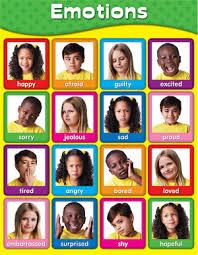 Emotions
happy afraid guilty excited
sorry jealous sad proud
tired angry bored loved
embarrassed surprised shy hopeful